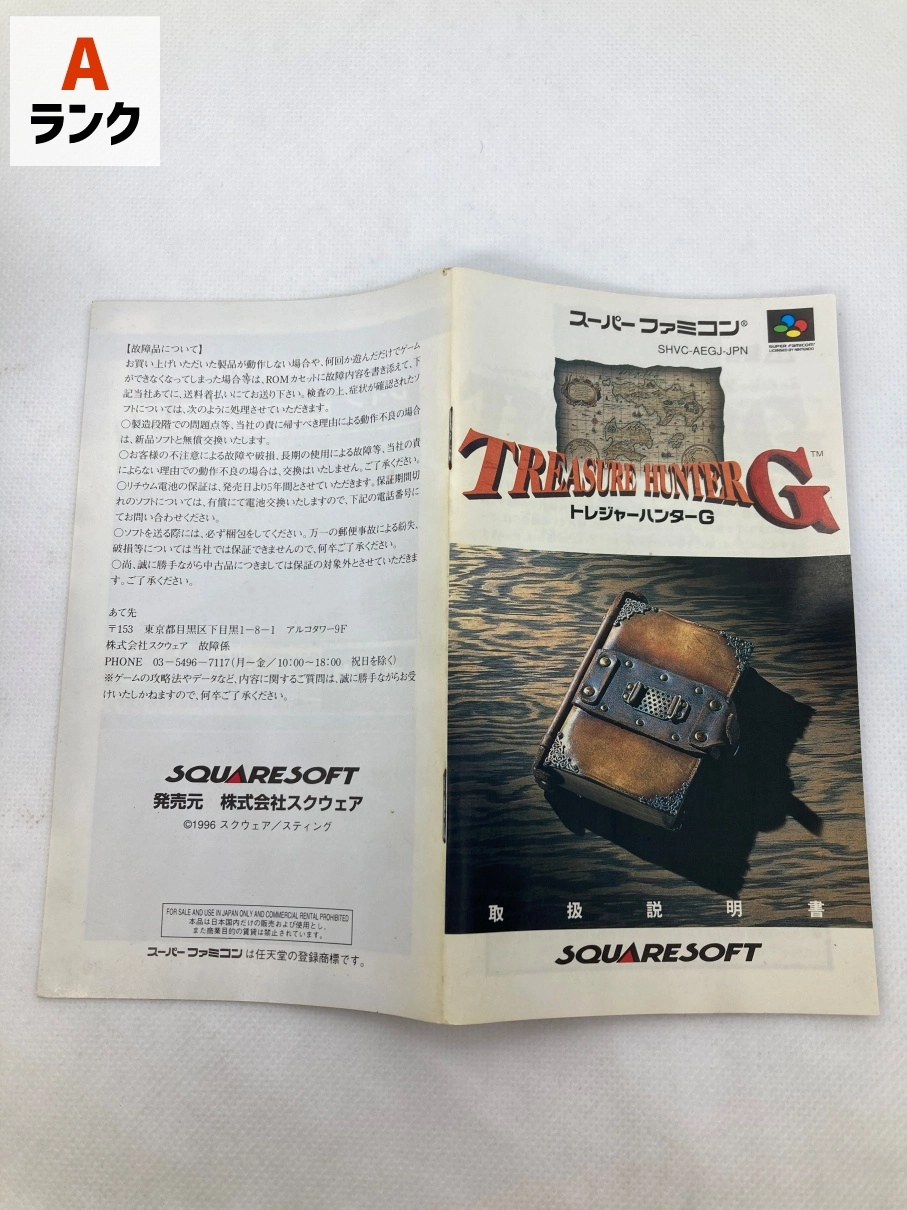 A
ランク
【故障品について】
お買い上げいただいた製品が動作しない場合や、何回か遊んだだけでゲーム
ができなくなってしまった場合等は、ROMカセットに故障内容を書き添えて、下
記当社あてに、送料着払いにてお送り下さい。検査の上、症状が確認されたソ
フトについては、次のように処理させていただきます。
○製造段階での問題点等、当社の責に帰すべき理由による動作不良の場合
は、新品ソフトと無償交換いたします。
○お客様の不注意による故障や破損、長期の使用による故障等、当社の責
によらない理由での動作不良の場合は、交換はいたしません。ご了承ください。
○リチウム電池の保証は、発売日より5年間とさせていただきます。保証期間切
れのソフトについては、有償にて電池交換いたしますので、下記の電話番号に
てお問い合わせください。
○ソフトを送る際には、必ず梱包をしてください。万一の郵便事故による紛失、
破損等については当社では保証できませんので、何卒ご了承ください。
○尚、誠に勝手ながら中古品につきましては保証の対象外とさせていただきま
す。ご了承ください。
あて先
〒153 東京都目黒区下目黒1－8－1 アルコタワー9F
株式会社スクウェア 故障係
PHONE 03－5496－7117(月～金／10:00～18:00 祝日を除く)
※ゲームの攻略法やデータなど、内容に関するご質問は、誠に勝手ながらお受
けいたしかねますので、何卒ご了承ください。
SQUARESOFT
発売元 株式会社スクウェア
©1996 スクウェア／スティング
FOR SALE AND USE IN JAPAN ONLY AND COMMERCIAL RENTAL PROHIBITED
本品は日本国内だけの販売および使用とし、
また商業目的の賃貸は禁止されています。
スーパーファミコンは任天堂の登録商標です。
スーパーファミコン®
SHVC-AEGJ-JPN
SUPER FAMICOM
LICENSED BY NINTENDO
TREASURE HUNTER G™
トレジャーハンターG
取扱説明書
SQUARESOFT